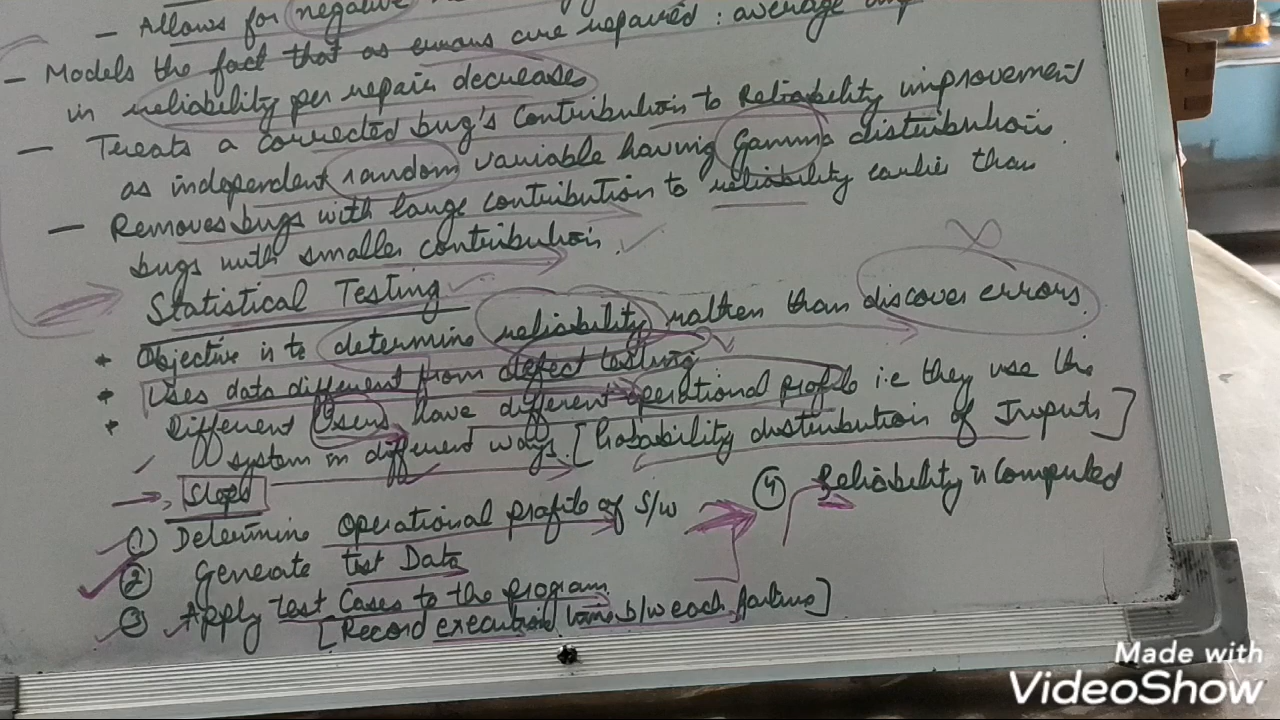 - Allows for negative
- Models the fact that as errors are repaired : average
in reliability per repair decreases
- Treats a corrected bug's contribution to Reliability improvement
as independent random variable having Gamma distribution
- Removes bugs with large contribution to reliability earlier than
bugs with smaller contribution.
Statistical Testing
* Objective is to determine reliability rather than discover errors.
* Uses data different from defect testing
* Different Users have different operational profile i.e they use the
system in different ways. [Probability distribution of Inputs]
→ Steps
① Determine Operational profile of S/w
② Generate test Data
③ Apply test Cases to the program
[Record execution time b/w each failure]
④ Reliability is Computed
Made with
VideoShow